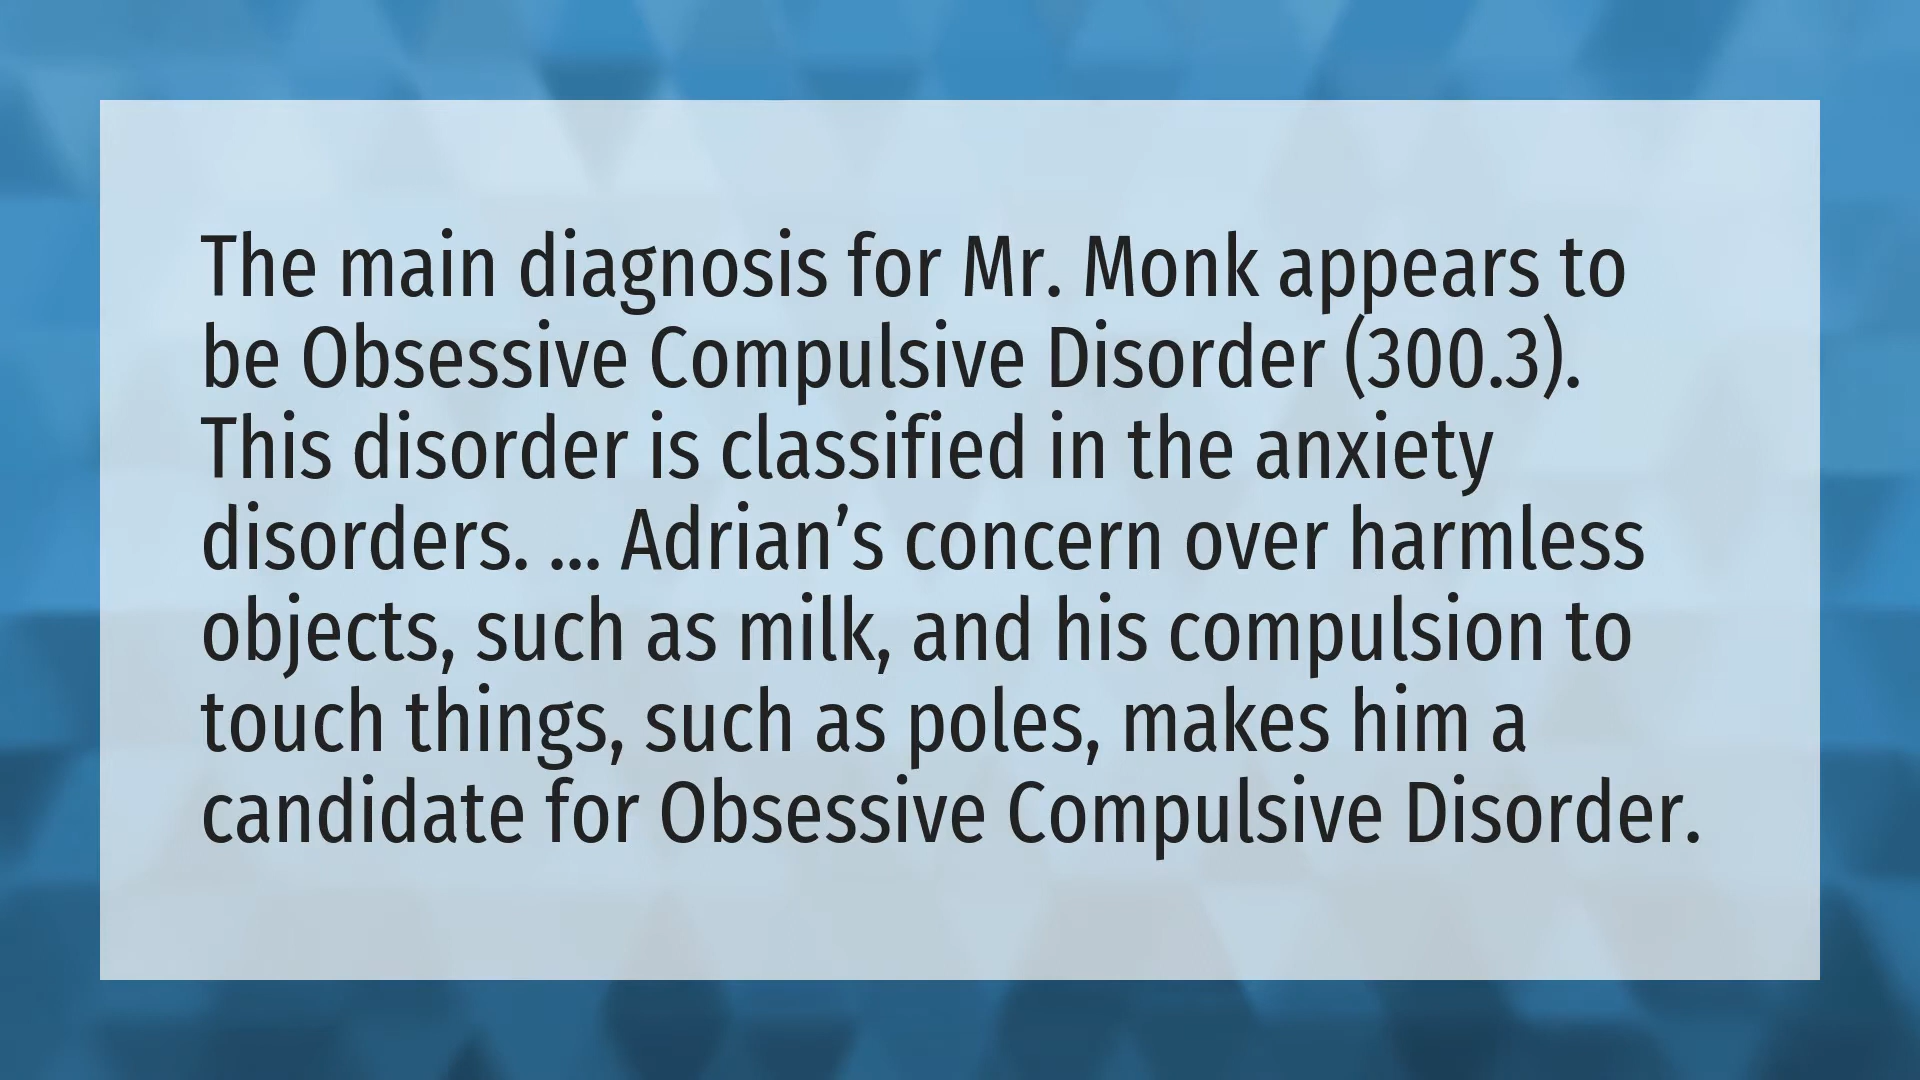 The main diagnosis for Mr. Monk appears to
be Obsessive Compulsive Disorder (300.3).
This disorder is classified in the anxiety
disorders. ... Adrian’s concern over harmless
objects, such as milk, and his compulsion to
touch things, such as poles, makes him a
candidate for Obsessive Compulsive Disorder.